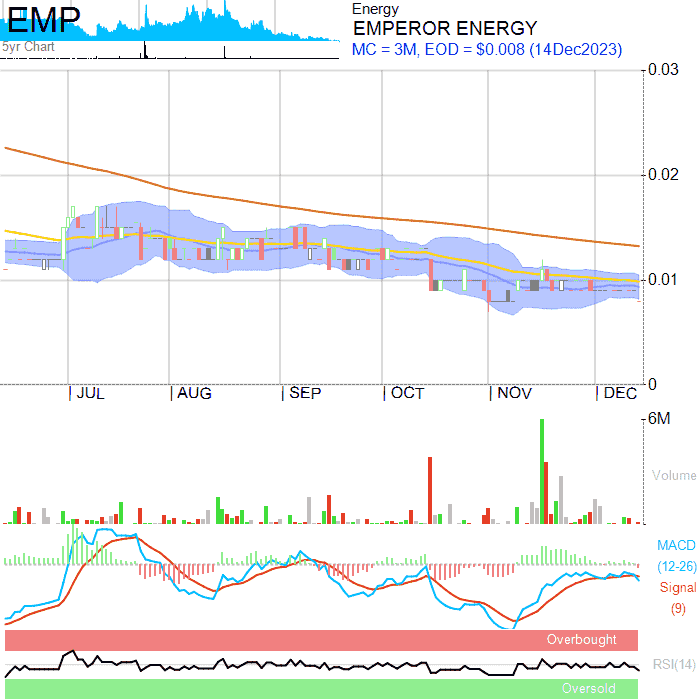 EMP
5yr Chart
Energy
EMPEROR ENERGY
MC = 3M, EOD = $0.008 (14Dec2023)
0.03
0.02
0.01
0
JUL AUG SEP OCT NOV DEC
6M
Volume
MACD
(12-26)
Signal
(9)
Overbought
RSI(14)
Oversold